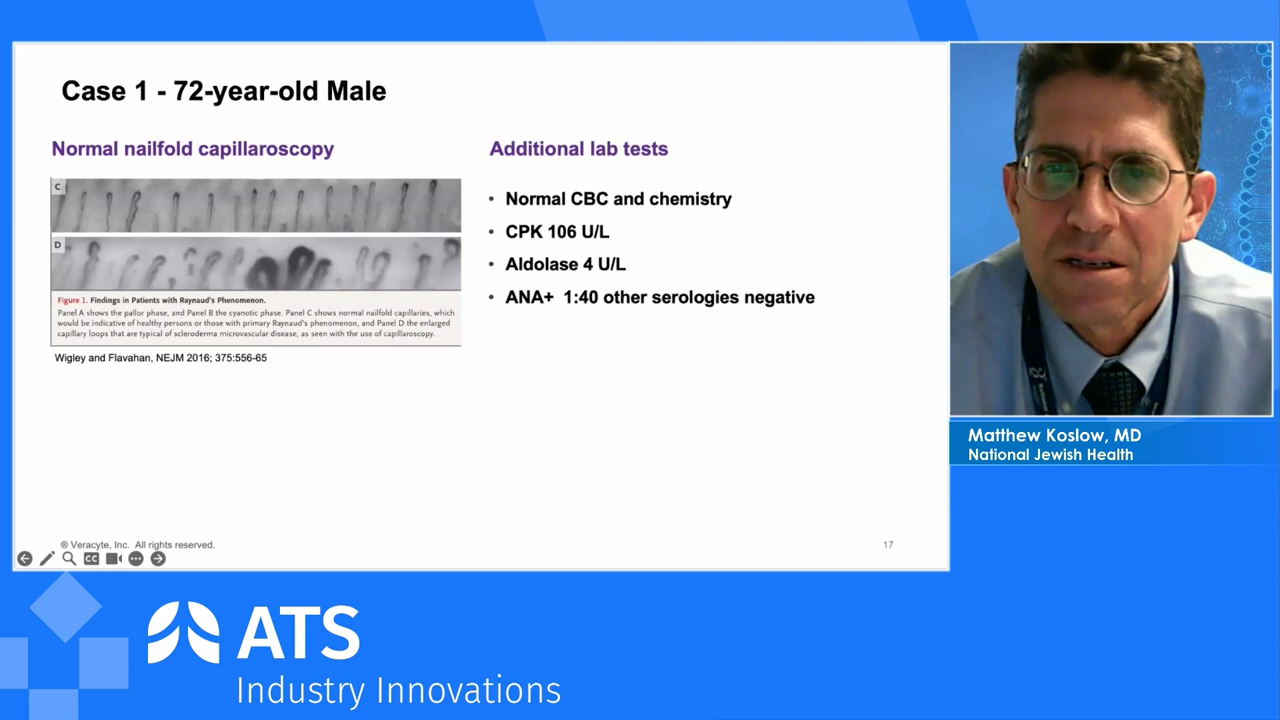 Case 1 - 72-year-old Male
Normal nailfold capillaroscopy
C
D
Figure 1. Findings in Patients with Raynaud's Phenomenon.
Panel A shows the pallor phase, and Panel B the cyanotic phase. Panel C shows normal nailfold capillaries, which
would be indicative of healthy persons or those with primary Raynaud's phenomenon, and Panel D the enlarged
capillary loops that are typical of scleroderma microvascular disease, as seen with the use of capillaroscopy.
Wigley and Flavahan, NEJM 2016; 375:556-65
Additional lab tests
• Normal CBC and chemistry
• CPK 106 U/L
• Aldolase 4 U/L
• ANA+ 1:40 other serologies negative
® Veracyte, Inc. All rights reserved.
17
CC
Matthew Koslow, MD
National Jewish Health
ATS
Industry Innovations